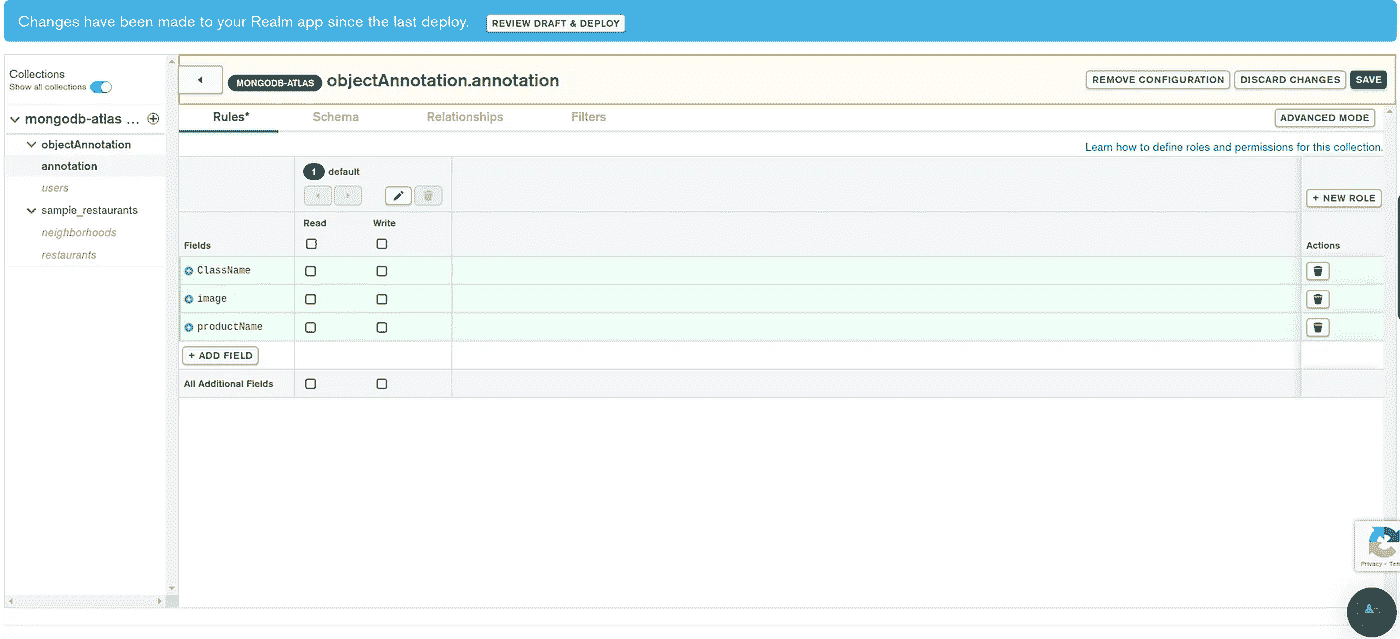 Changes have been made to your Realm app since the last deploy. REVIEW DRAFT & DEPLOY
Collections
Show all collections
mongodb-atlas ...
objectAnnotation
annotation
users
sample_restaurants
neighborhoods
restaurants
MONGODB-ATLAS objectAnnotation.annotation
REMOVE CONFIGURATION DISCARD CHANGES SAVE
Rules* Schema Relationships Filters ADVANCED MODE
Learn how to define roles and permissions for this collection.
1 default
+ NEW ROLE
Read Write
Fields Actions
ClassName
image
productName
+ ADD FIELD
All Additional Fields
Privacy -